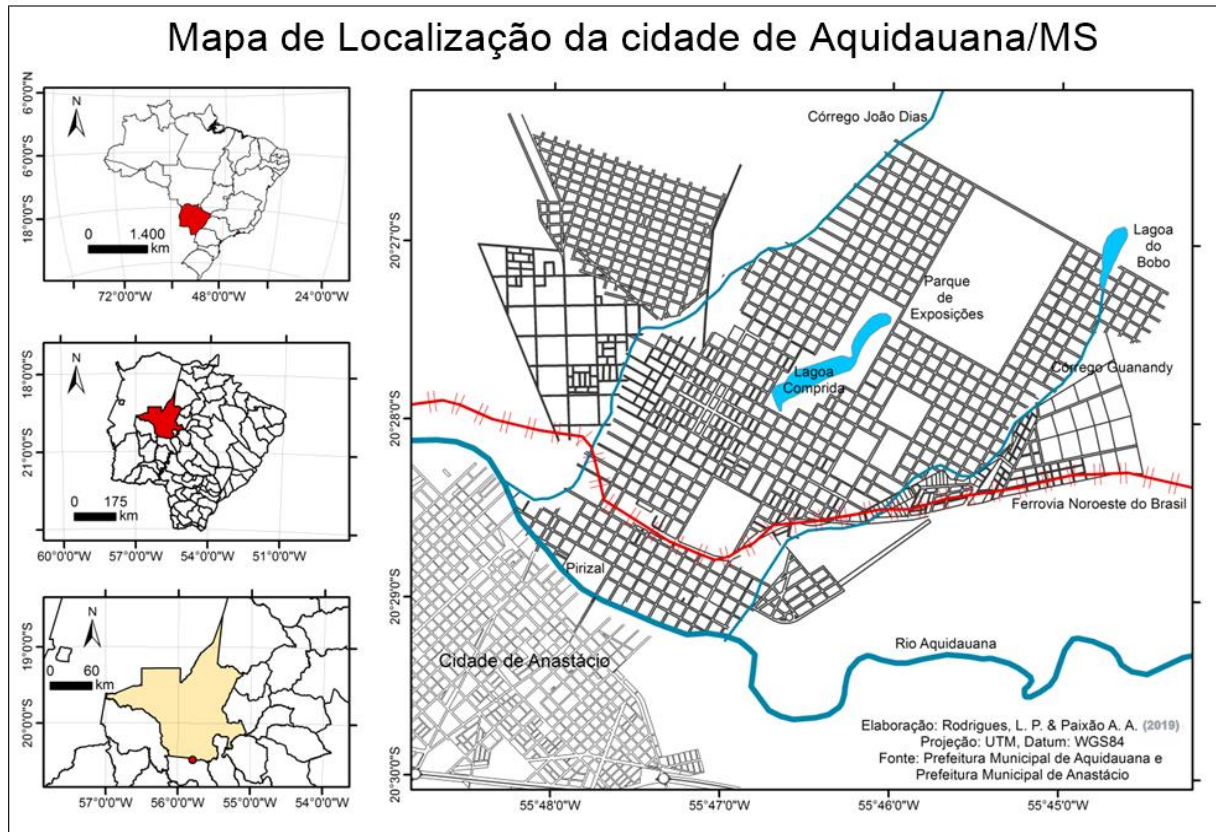 Mapa de Localização da cidade de Aquidauana/MS
6°0'0"N
6°0'0"S
18°0'0"S
N
0 1.400
km
72°0'0"W 48°0'0"W 24°0'0"W
18°0'0"S
21°0'0"S
N
0 175
km
60°0'0"W 57°0'0"W 54°0'0"W 51°0'0"W
19°0'0"S
20°0'0"S
N
0 60
km
57°0'0"W 56°0'0"W 55°0'0"W 54°0'0"W
20°27'0"S
20°28'0"S
20°29'0"S
20°30'0"S
Córrego João Dias
Lagoa
do
Bobo
Parque
de
Exposições
Lagoa
Comprida
Córrego Guanandy
Ferrovia Noroeste do Brasil
Pirizal
Rio Aquidauana
Cidade de Anastácio
Elaboração: Rodrigues, L. P. & Paixão A. A. (2019)
Projeção: UTM, Datum: WGS84
Fonte: Prefeitura Municipal de Aquidauana e
Prefeitura Municipal de Anastácio
55°48'0"W 55°47'0"W 55°46'0"W 55°45'0"W